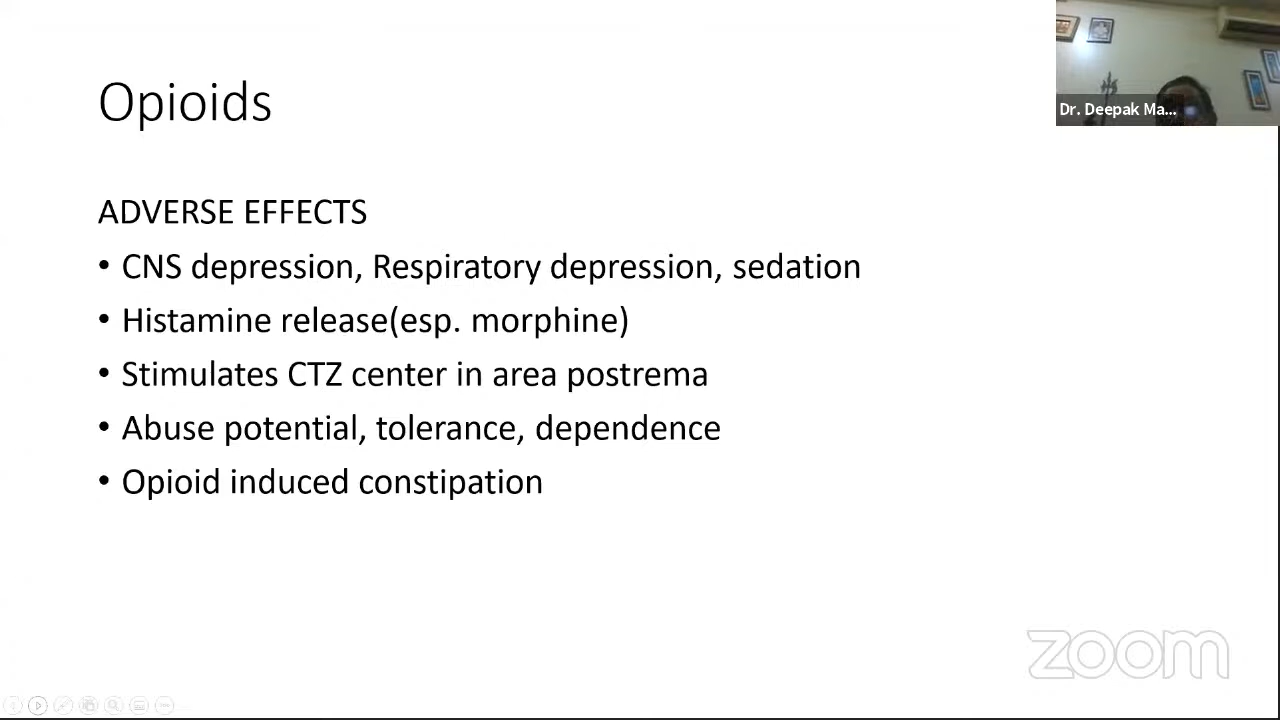 Opioids
Dr. Deepak Ma...
ADVERSE EFFECTS
• CNS depression, Respiratory depression, sedation
• Histamine release(esp. morphine)
• Stimulates CTZ center in area postrema
• Abuse potential, tolerance, dependence
• Opioid induced constipation
zoom